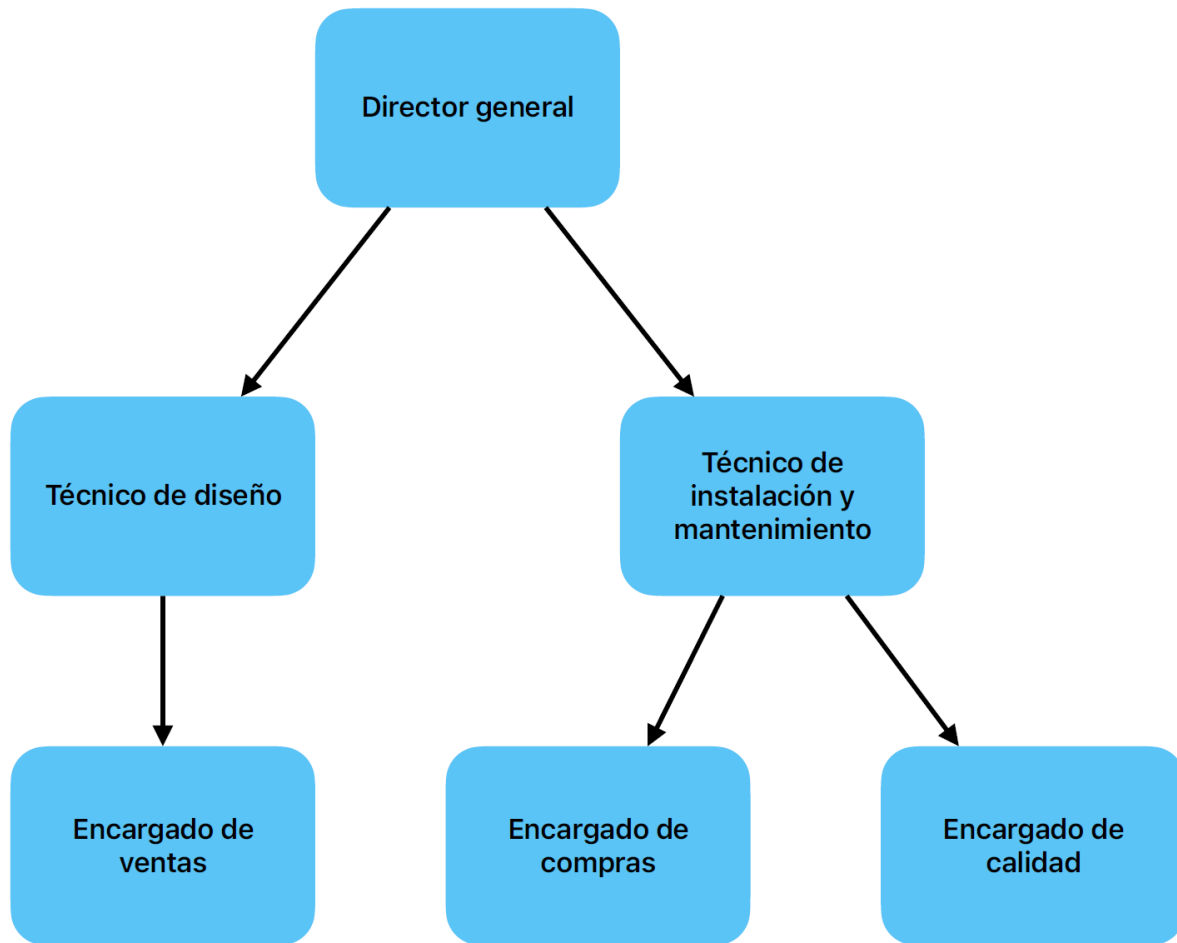 Director general
Técnico de diseño
Técnico de
instalación y
mantenimiento
Encargado de
ventas
Encargado de
compras
Encargado de
calidad